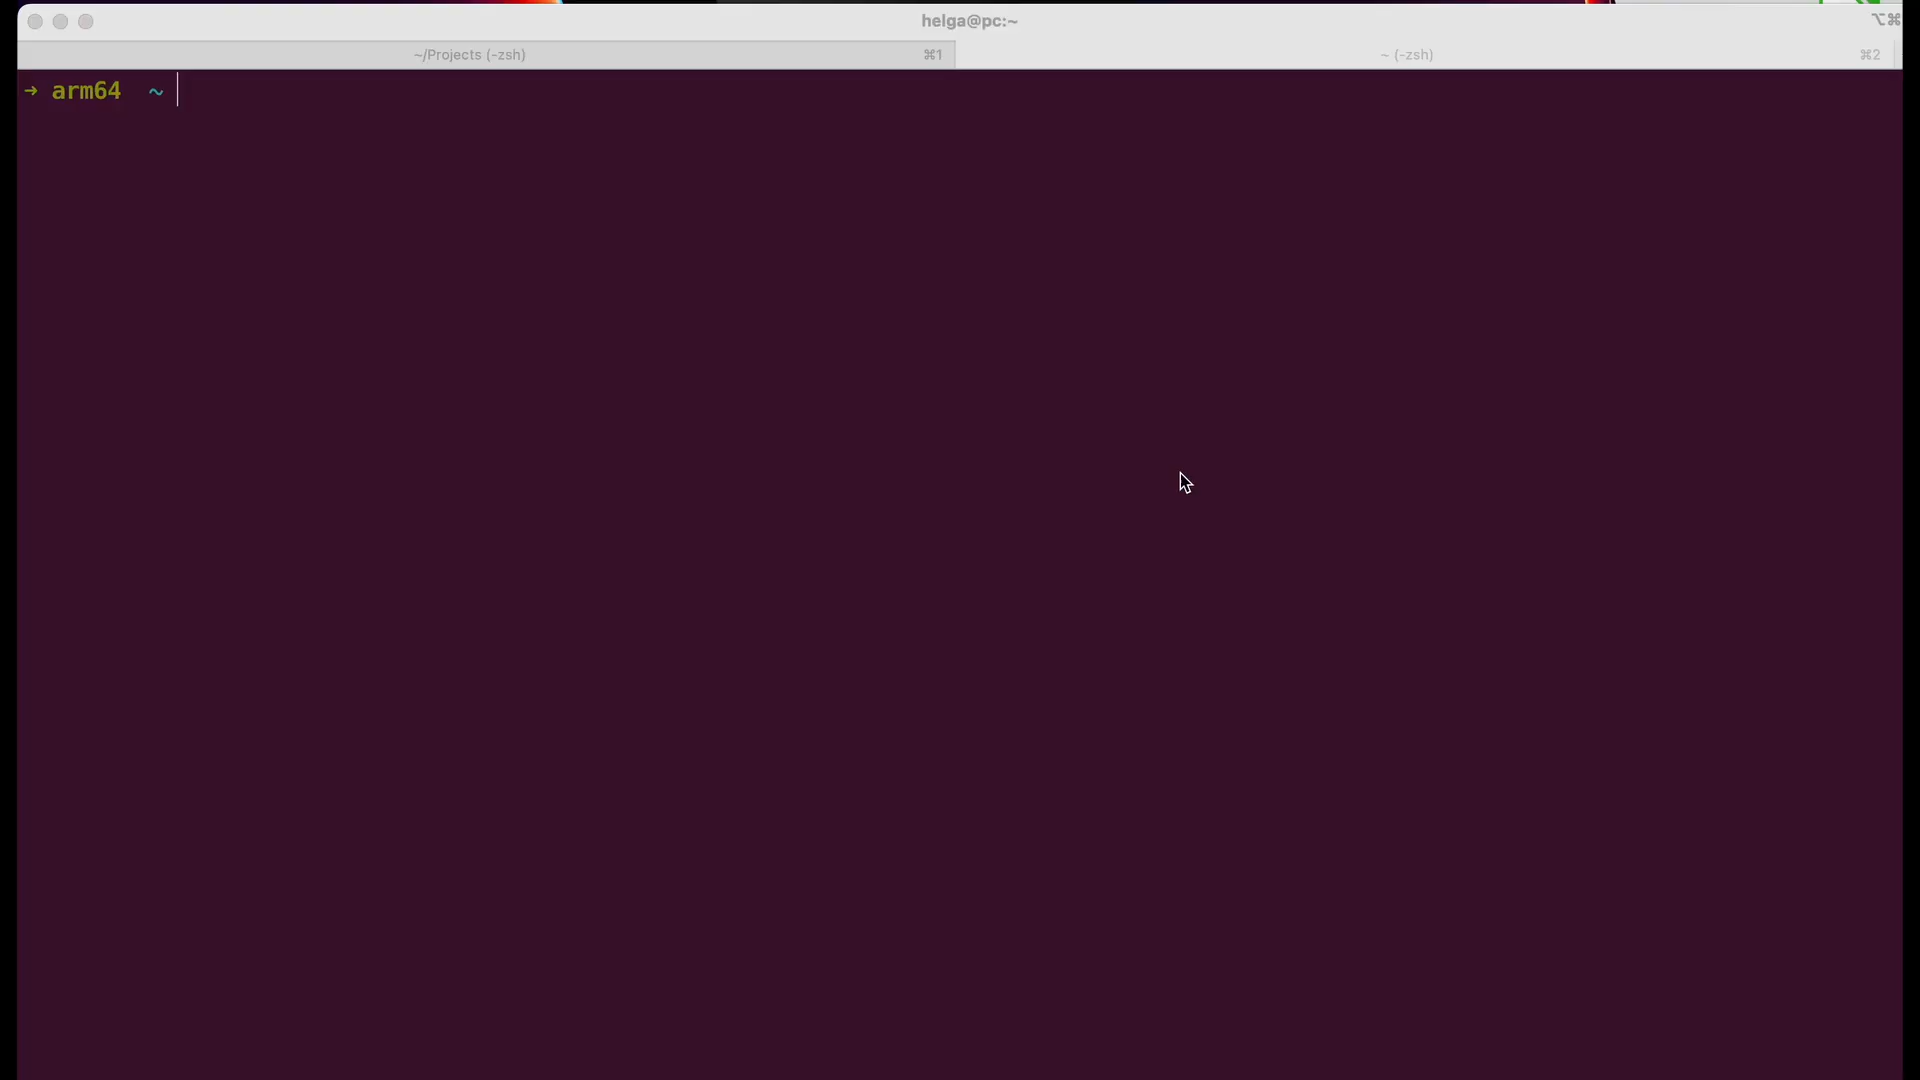 helga@pc:~
⌥⌘
~/Projects (-zsh) ⌘1
~ (-zsh) ⌘2
→ arm64 ~